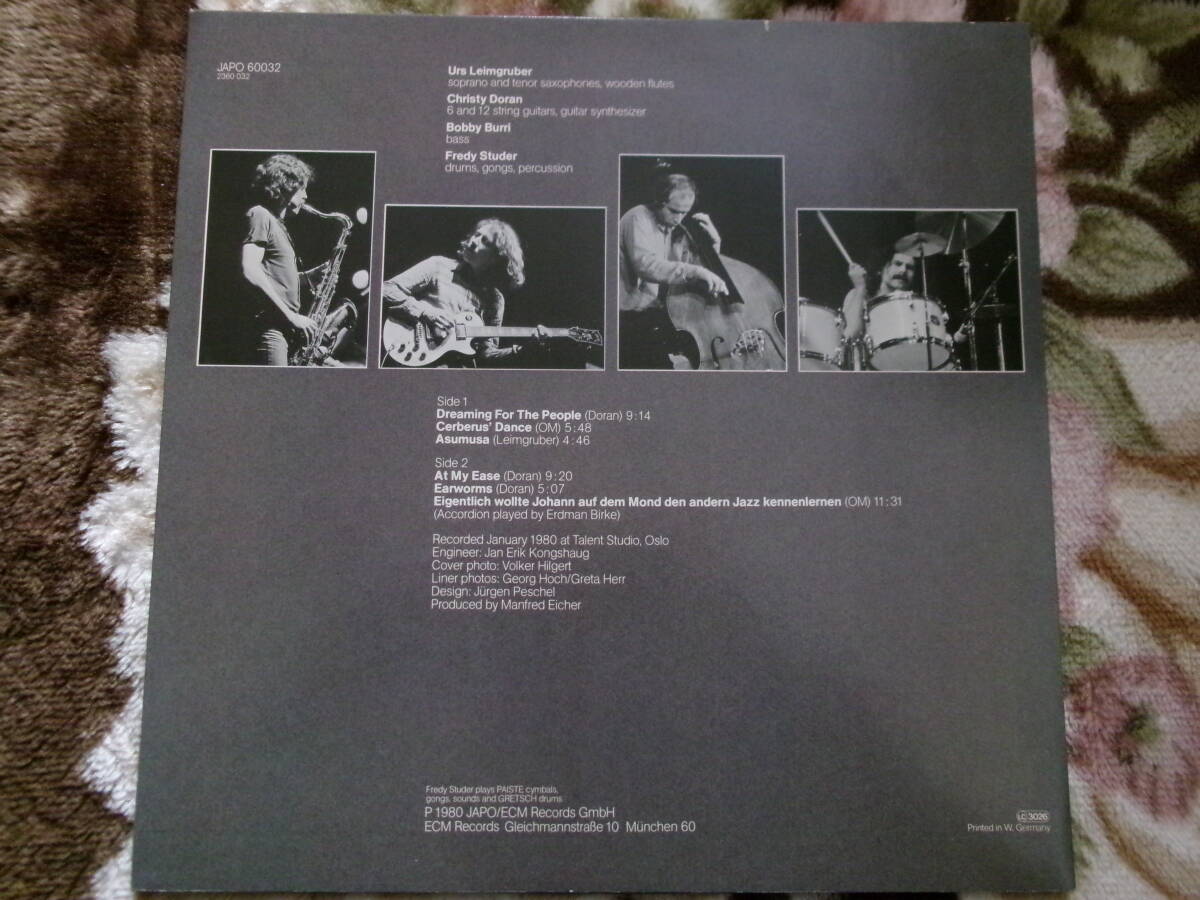 JAPO 60032
2360 032
Urs Leimgruber
soprano and tenor saxophones, wooden flutes
Christy Doran
6 and 12 string guitars, guitar synthesizer
Bobby Burri
bass
Fredy Studer
drums, gongs, percussion
Side 1
Dreaming For The People (Doran) 9:14
Cerberus' Dance (OM) 5:48
Asumusa (Leimgruber) 4:46
Side 2
At My Ease (Doran) 9:20
Earworms (Doran) 5:07
Eigentlich wollte Johann auf dem Mond den andern Jazz kennenlernen (OM) 11:31
(Accordion played by Erdman Birke)
Recorded January 1980 at Talent Studio, Oslo
Engineer: Jan Erik Kongshaug
Cover photo: Volker Hilgert
Liner photos: Georg Hoch/Greta Herr
Design: Jürgen Peschel
Produced by Manfred Eicher
Fredy Studer plays PAISTE cymbals,
gongs, sounds and GRETSCH drums
P 1980 JAPO/ECM Records GmbH
ECM Records Gleichmannstraße 10 München 60
LC 3026
Printed in W. Germany